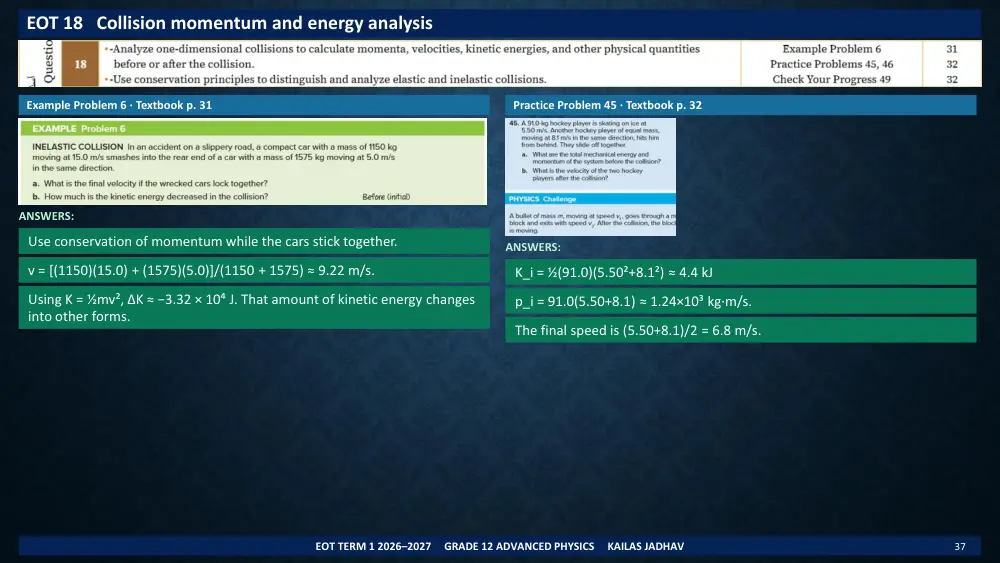 EOT 18 Collision momentum and energy analysis
Questio
18
•-Analyze one-dimensional collisions to calculate momenta, velocities, kinetic energies, and other physical quantities
before or after the collision.
•-Use conservation principles to distinguish and analyze elastic and inelastic collisions.
Example Problem 6 31
Practice Problems 45, 46 32
Check Your Progress 49 32
Example Problem 6 · Textbook p. 31
EXAMPLE Problem 6
INELASTIC COLLISION In an accident on a slippery road, a compact car with a mass of 1150 kg
moving at 15.0 m/s smashes into the rear end of a car with a mass of 1575 kg moving at 5.0 m/s
in the same direction.
a. What is the final velocity if the wrecked cars lock together?
b. How much is the kinetic energy decreased in the collision?
Before (initial)
ANSWERS:
Use conservation of momentum while the cars stick together.
v = [(1150)(15.0) + (1575)(5.0)]/(1150 + 1575) ≈ 9.22 m/s.
Using K = ½mv², ΔK ≈ −3.32 × 10⁴ J. That amount of kinetic energy changes
into other forms.
Practice Problem 45 · Textbook p. 32
45. A 91.0-kg hockey player is skating on ice at
5.50 m/s. Another hockey player of equal mass,
moving at 8.1 m/s in the same direction, hits him
from behind. They slide off together.
a. What are the total mechanical energy and
momentum of the system before the collision?
b. What is the velocity of the two hockey
players after the collision?
PHYSICS Challenge
A bullet of mass m, moving at speed v₁, goes through a m
block and exits with speed v₂. After the collision, the bloc
is moving.
ANSWERS:
K_i = ½(91.0)(5.50²+8.1²) ≈ 4.4 kJ
p_i = 91.0(5.50+8.1) ≈ 1.24×10³ kg·m/s.
The final speed is (5.50+8.1)/2 = 6.8 m/s.
EOT TERM 1 2026–2027 GRADE 12 ADVANCED PHYSICS KAILAS JADHAV
37